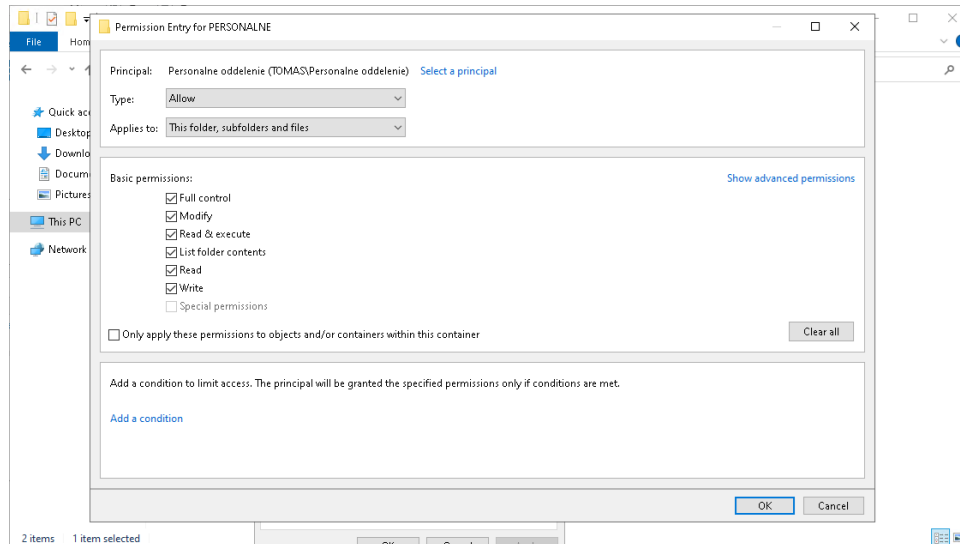 Permission Entry for PERSONALNE
File
Hom
Principal: Personalne oddelenie (TOMAS\Personalne oddelenie) Select a principal
Type: Allow
Applies to: This folder, subfolders and files
Quick acc
Desktop
Downlo
Docum
Pictures
This PC
Network
Basic permissions:
Show advanced permissions
Full control
Modify
Read & execute
List folder contents
Read
Write
Special permissions
Only apply these permissions to objects and/or containers within this container
Clear all
Add a condition to limit access. The principal will be granted the specified permissions only if conditions are met.
Add a condition
OK Cancel
2 items 1 item selected